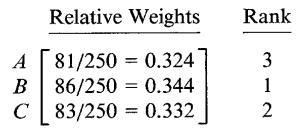 Relative Weights Rank
A 81/250 = 0.324 3
B 86/250 = 0.344 1
C 83/250 = 0.332 2